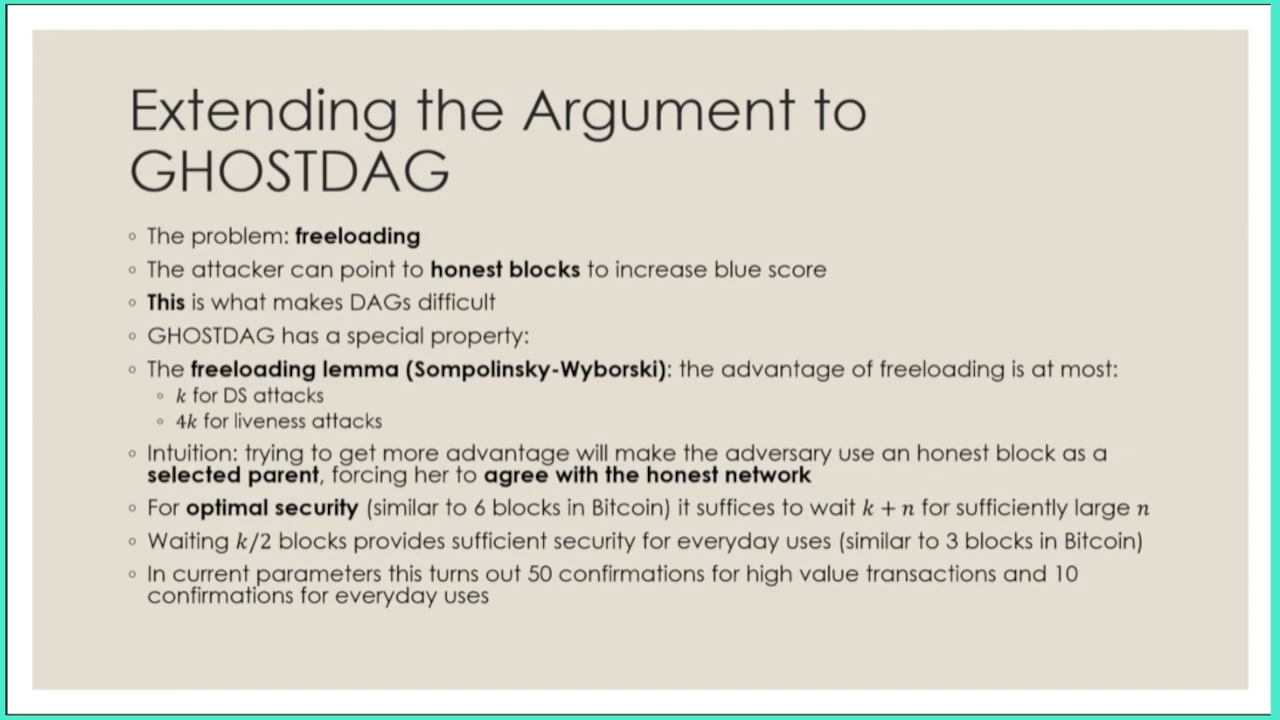 Extending the Argument to
GHOSTDAG
◦ The problem: freeloading
◦ The attacker can point to honest blocks to increase blue score
◦ This is what makes DAGs difficult
◦ GHOSTDAG has a special property:
◦ The freeloading lemma (Sompolinsky-Wyborski): the advantage of freeloading is at most:
◦ k for DS attacks
◦ 4k for liveness attacks
◦ Intuition: trying to get more advantage will make the adversary use an honest block as a
selected parent, forcing her to agree with the honest network
◦ For optimal security (similar to 6 blocks in Bitcoin) it suffices to wait k + n for sufficiently large n
◦ Waiting k/2 blocks provides sufficient security for everyday uses (similar to 3 blocks in Bitcoin)
◦ In current parameters this turns out 50 confirmations for high value transactions and 10
confirmations for everyday uses